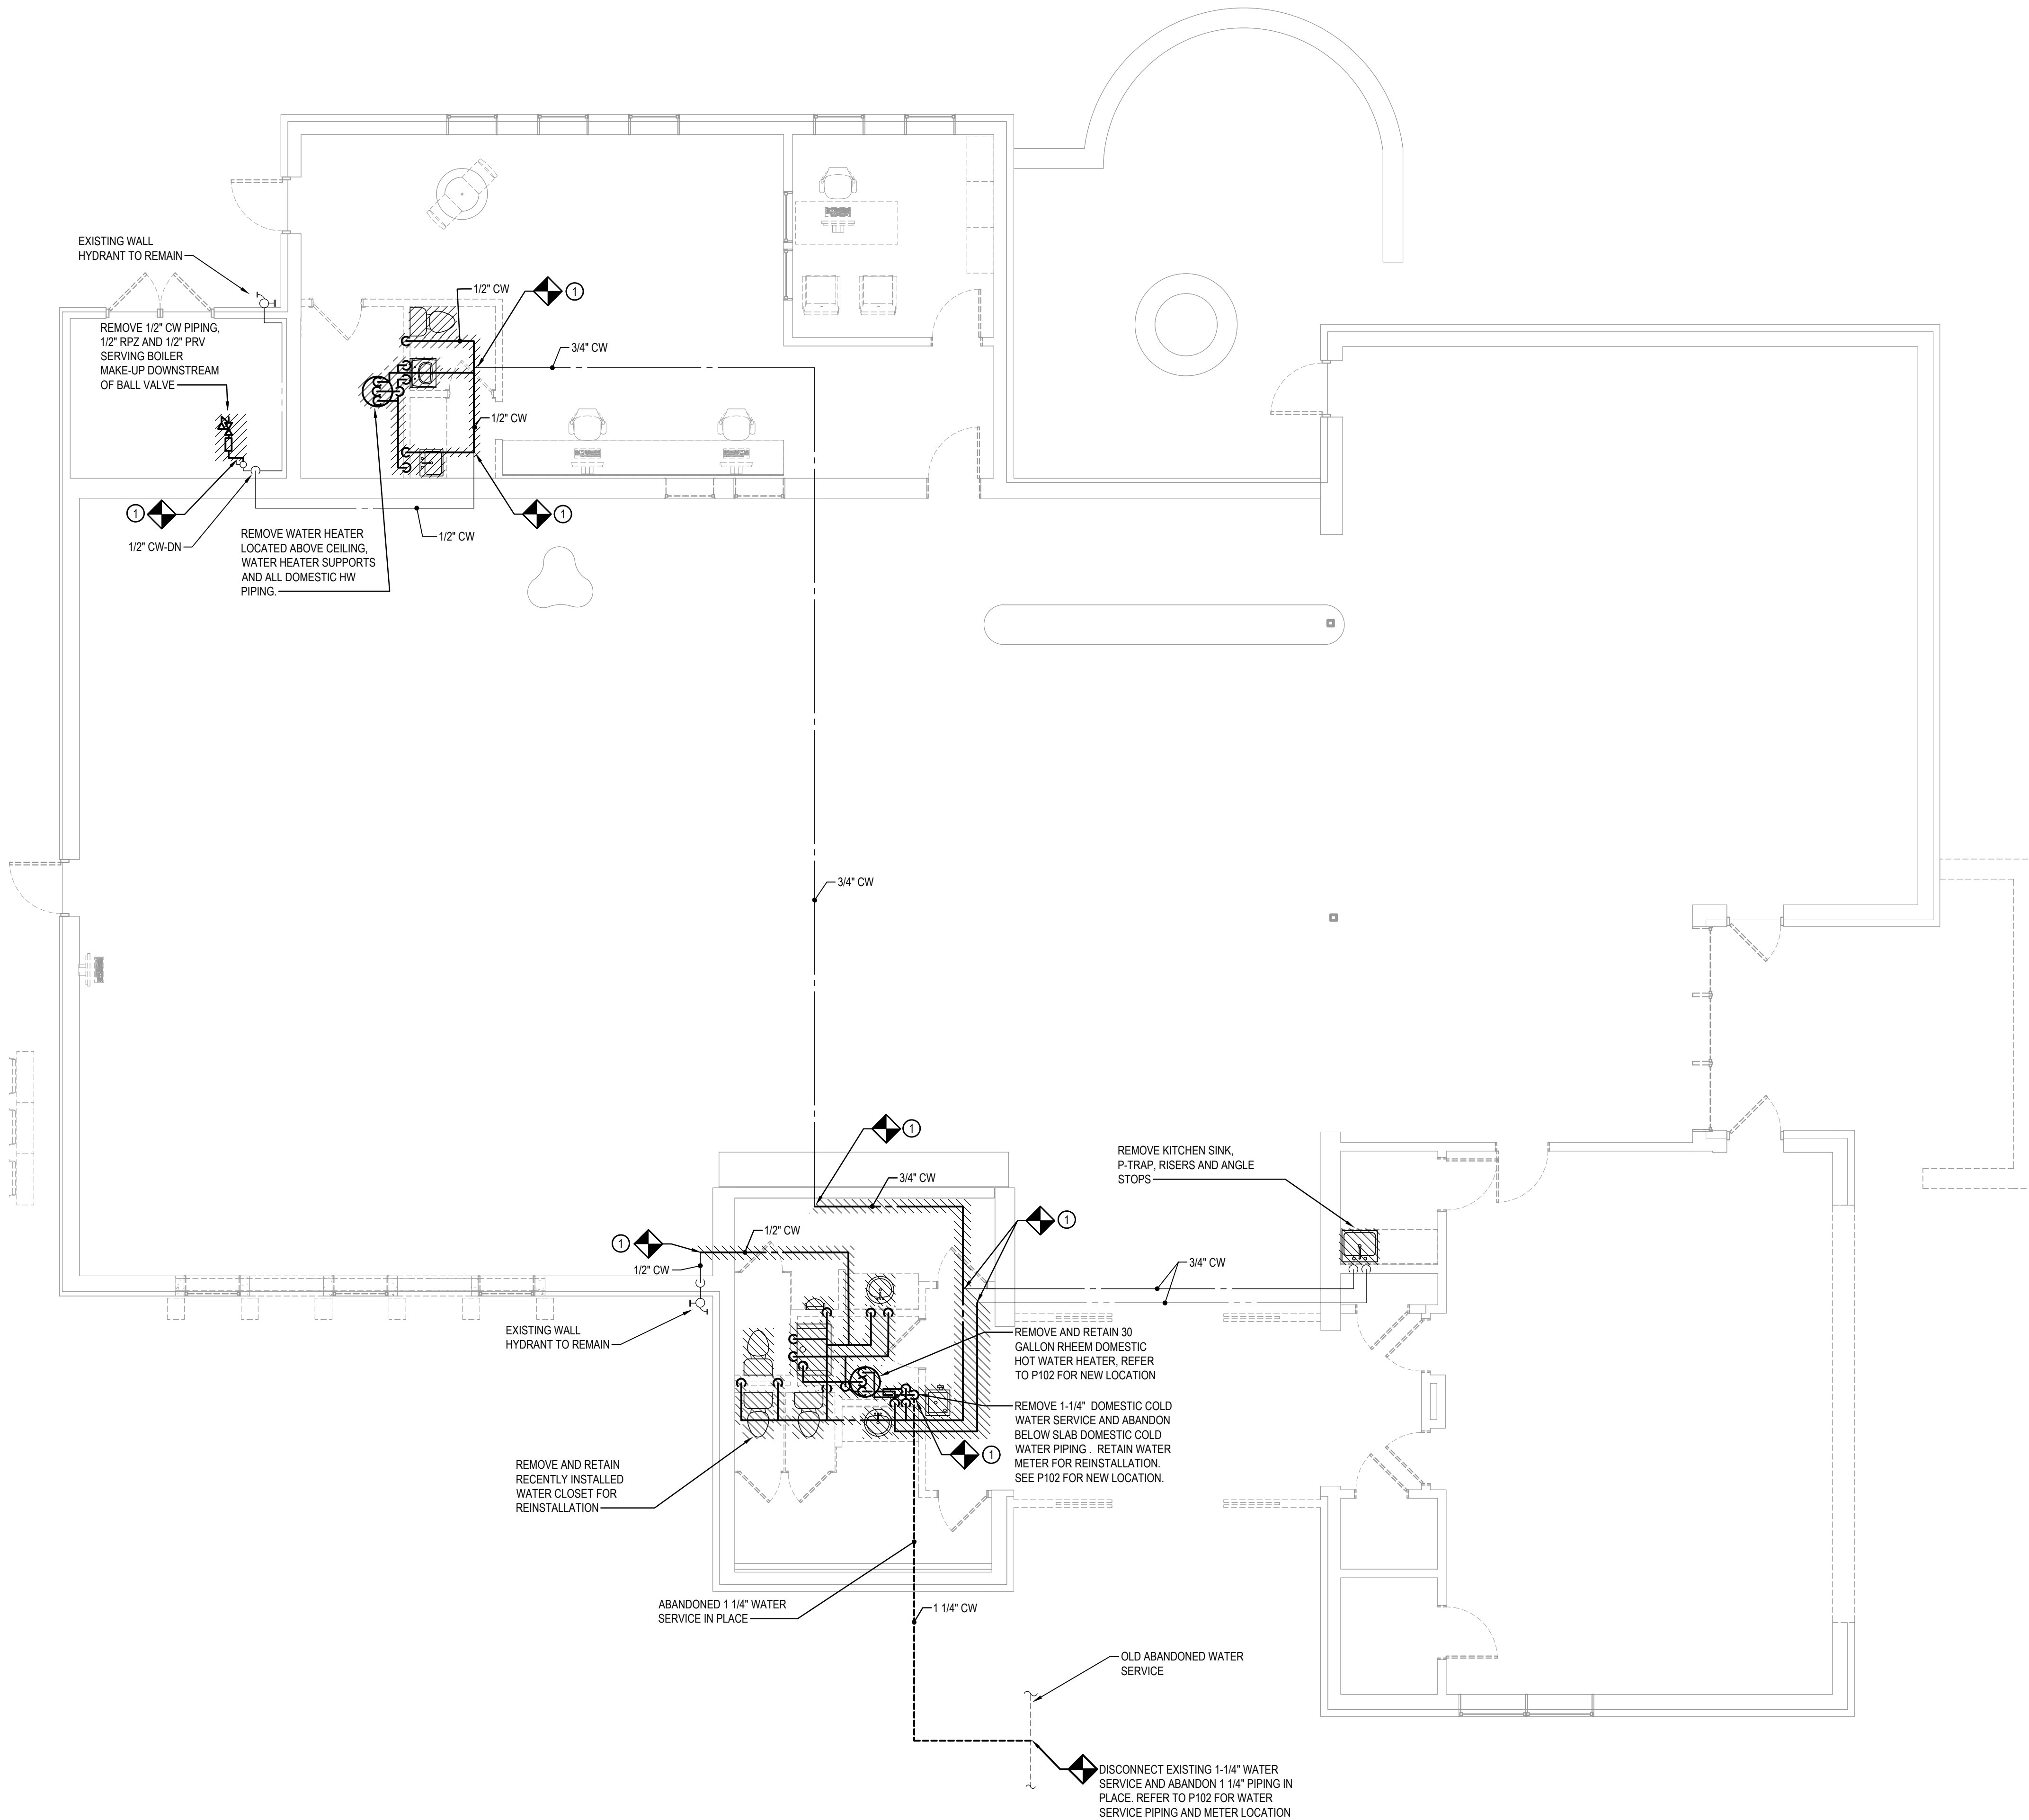 EXISTING WALL
HYDRANT TO REMAIN
REMOVE 1/2" CW PIPING,
1/2" RPZ AND 1/2" PRV
SERVING BOILER
MAKE-UP DOWNSTREAM
OF BALL VALVE
1/2" CW
1
3/4" CW
1/2" CW
1
1
1/2" CW-DN
1/2" CW
REMOVE WATER HEATER
LOCATED ABOVE CEILING,
WATER HEATER SUPPORTS
AND ALL DOMESTIC HW
PIPING.
3/4" CW
1
REMOVE KITCHEN SINK,
P-TRAP, RISERS AND ANGLE
STOPS
3/4" CW
1
1
1/2" CW
1/2" CW
3/4" CW
EXISTING WALL
HYDRANT TO REMAIN
REMOVE AND RETAIN 30
GALLON RHEEM DOMESTIC
HOT WATER HEATER, REFER
TO P102 FOR NEW LOCATION
REMOVE 1-1/4" DOMESTIC COLD
WATER SERVICE AND ABANDON
BELOW SLAB DOMESTIC COLD
WATER PIPING . RETAIN WATER
METER FOR REINSTALLATION.
SEE P102 FOR NEW LOCATION.
1
REMOVE AND RETAIN
RECENTLY INSTALLED
WATER CLOSET FOR
REINSTALLATION
ABANDONED 1 1/4" WATER
SERVICE IN PLACE
1 1/4" CW
OLD ABANDONED WATER
SERVICE
DISCONNECT EXISTING 1-1/4" WATER
SERVICE AND ABANDON 1 1/4" PIPING IN
PLACE. REFER TO P102 FOR WATER
SERVICE PIPING AND METER LOCATION